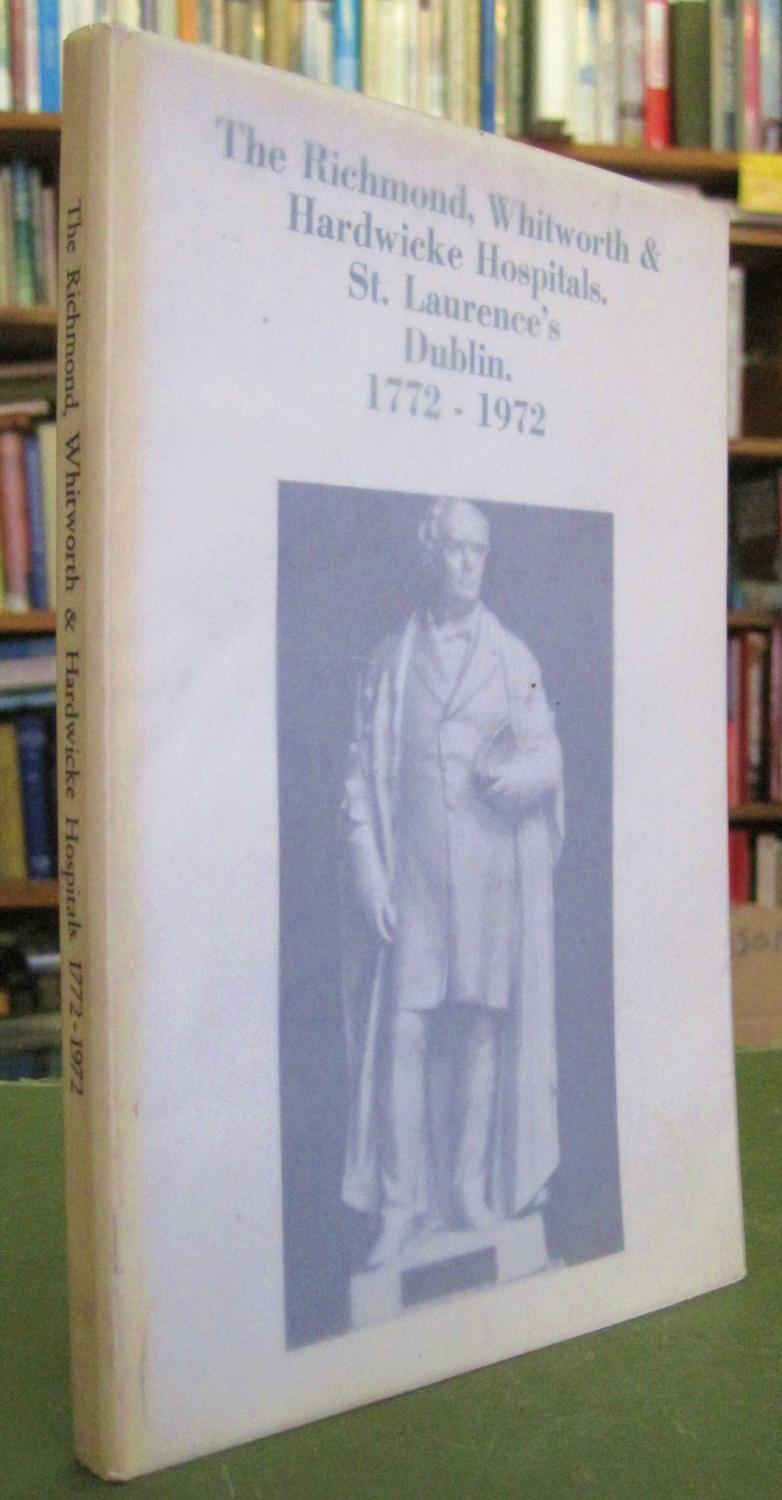 The Richmond, Whitworth &
Hardwicke Hospitals.
St. Laurence's
Dublin.
1772 - 1972
The Richmond, Whitworth & Hardwicke Hospitals 1772 - 1972